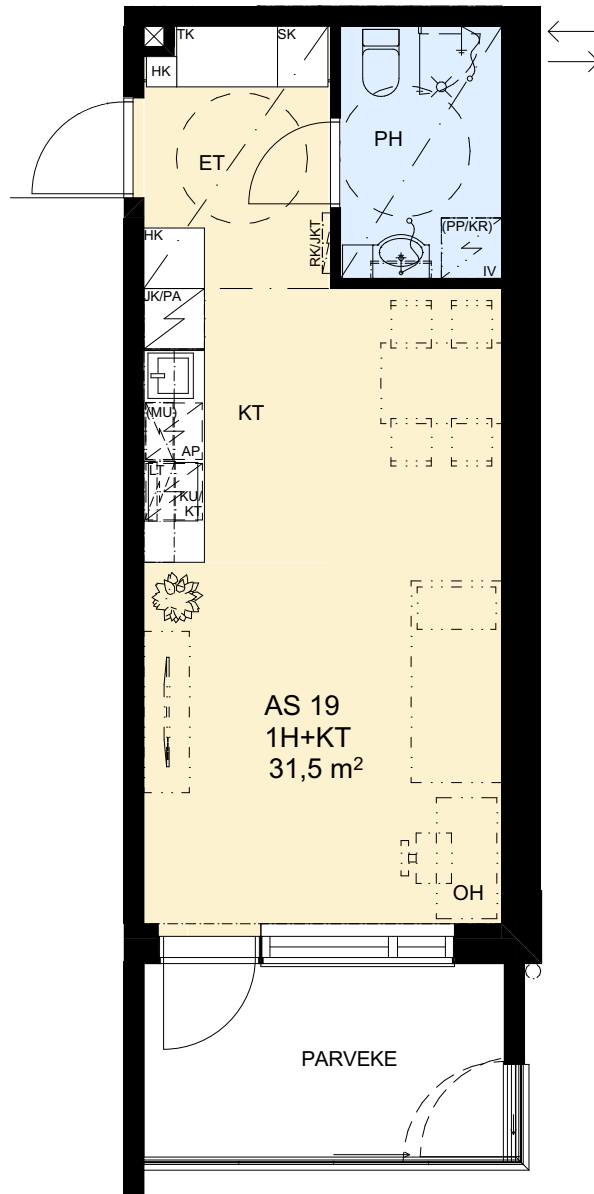 TK
SK
HK
ET
PH
HK
RK/JKT
(PP/KR)
IV
JK/PA
(MU)
KT
AP
LT
KU/
KT
AS 19
1H+KT
31,5 m²
OH
PARVEKE